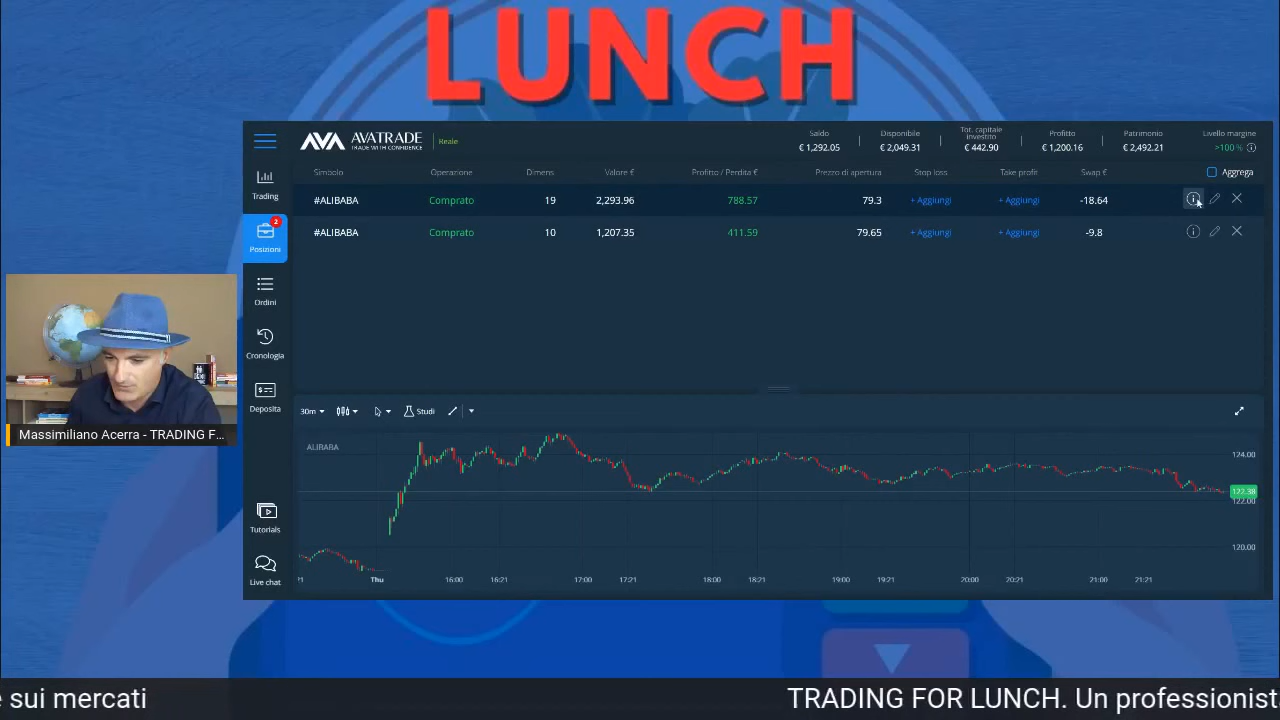 LUNCH
AVATRADE
TRADE WITH CONFIDENCE
Reale
Saldo
€ 1,292.05
Disponibile
€ 2,049.31
Tot. capitale
investito
€ 442.90
Profitto
€ 1,200.16
Patrimonio
€ 2,492.21
Livello margine
>100 %
Simbolo Operazione Dimens. Valore € Profitto / Perdita € Prezzo di apertura Stop loss Take profit Swap € Aggrega
#ALIBABA Comprato 19 2,293.96 788.57 79.3 + Aggiungi + Aggiungi -18.64
#ALIBABA Comprato 10 1,207.35 411.59 79.65 + Aggiungi + Aggiungi -9.8
Trading
2
Posizioni
Ordini
Cronologia
Deposita
Tutorials
Live chat
Massimiliano Acerra - TRADING F...
30m Studi
ALIBABA
124.00
122.38
122.00
120.00
Thu 16:00 16:21 17:00 17:21 18:00 18:21 19:00 19:21 20:00 20:21 21:00 21:21
sui mercati TRADING FOR LUNCH. Un professionist